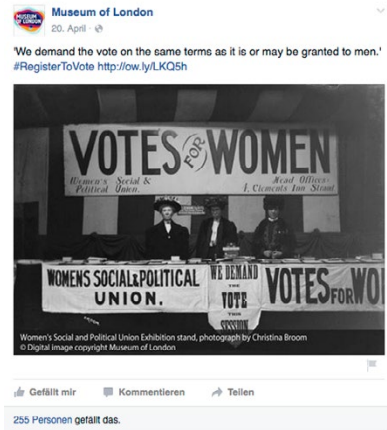 MUSEUM OF LONDON
Museum of London
20. April ·
'We demand the vote on the same terms as it is or may be granted to men.'
#RegisterToVote http://ow.ly/LKQ5h
VOTES FOR WOMEN
Women's Social & Political Union.
Head Offices:
4, Clements Inn Strand.
WOMENS SOCIAL & POLITICAL
UNION.
WE DEMAND
THE
VOTE
THIS
SESSION
VOTES FOR WO
Women's Social and Political Union Exhibition stand, photograph by Christina Broom
© Digital image copyright Museum of London
Gefällt mir Kommentieren Teilen
255 Personen gefällt das.